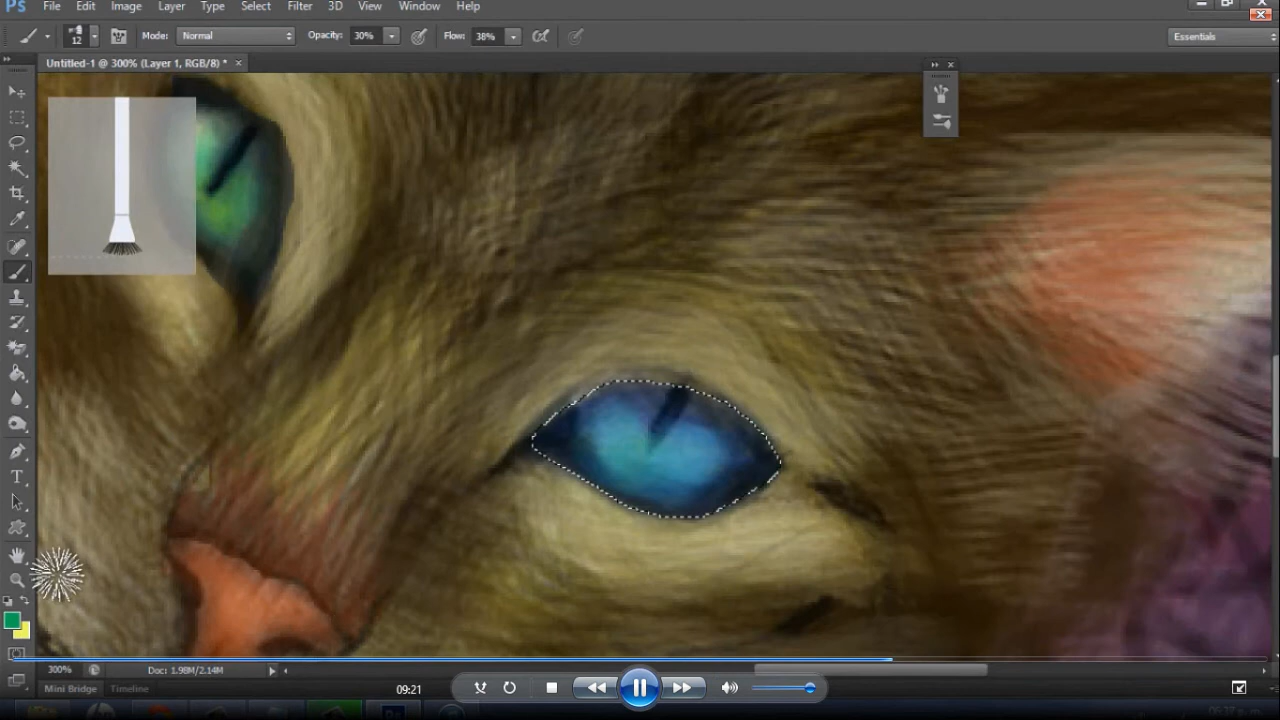 Ps File Edit Image Layer Type Select Filter 3D View Window Help
12 Mode: Normal Opacity: 30% Flow: 38% Essentials
Untitled-1 @ 300% (Layer 1, RGB/8) * ×
T
300% Doc: 1.98M/2.14M
Mini Bridge Timeline
09:21